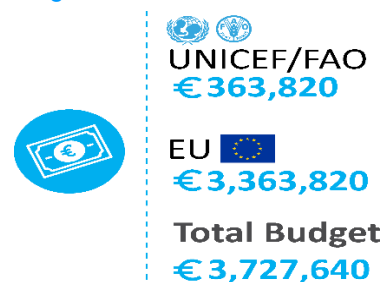 UNICEF/FAO
€363,820
EU
€3,363,820
Total Budget
€3,727,640